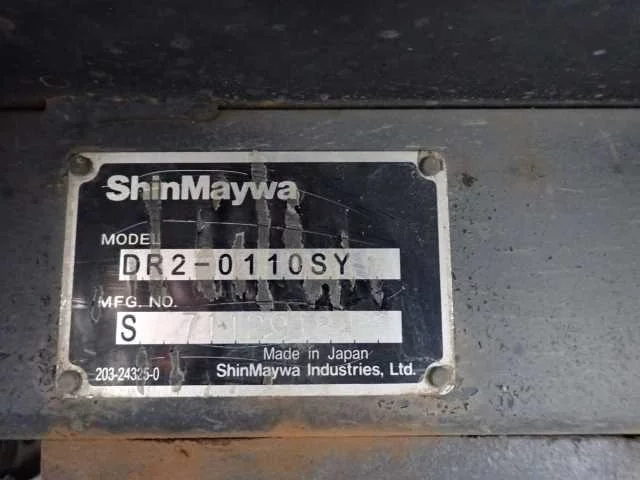 ShinMaywa
MODEL
DR2-0110SY
MFG. NO.
S
Made in Japan
203-24325-0
ShinMaywa Industries, Ltd.